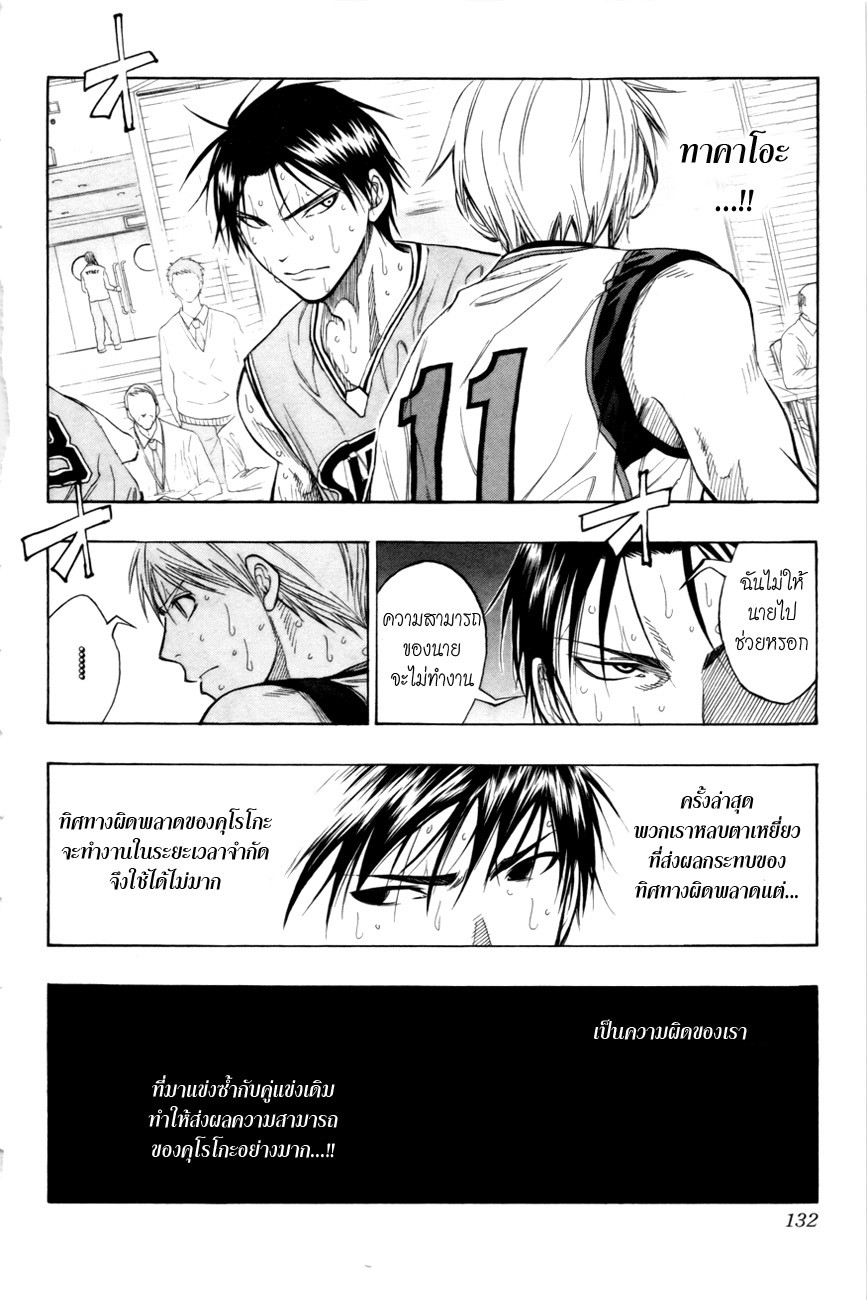 オ
ทาคาโอะ
...!!
11
B
オ
ฉันไม่ให้
นายไป
ช่วยหรอก
ความสามารถ
ของนาย
จะไม่ทำงาน
オ
......
ครั้งล่าสุด
พวกเราหลบตาเหยี่ยว
ที่ส่งผลกระทบของ
ทิศทางผิดพลาดแต่...
ทิศทางผิดพลาดของคุโรโกะ
จะทำงานในระยะเวลาจำกัด
จึงใช้ได้ไม่มาก
เป็นความผิดของเรา
ที่มาแข่งซ้ำกับคู่แข่งเดิม
ทำให้ส่งผลความสามารถ
ของคุโรโกะอย่างมาก...!!
132